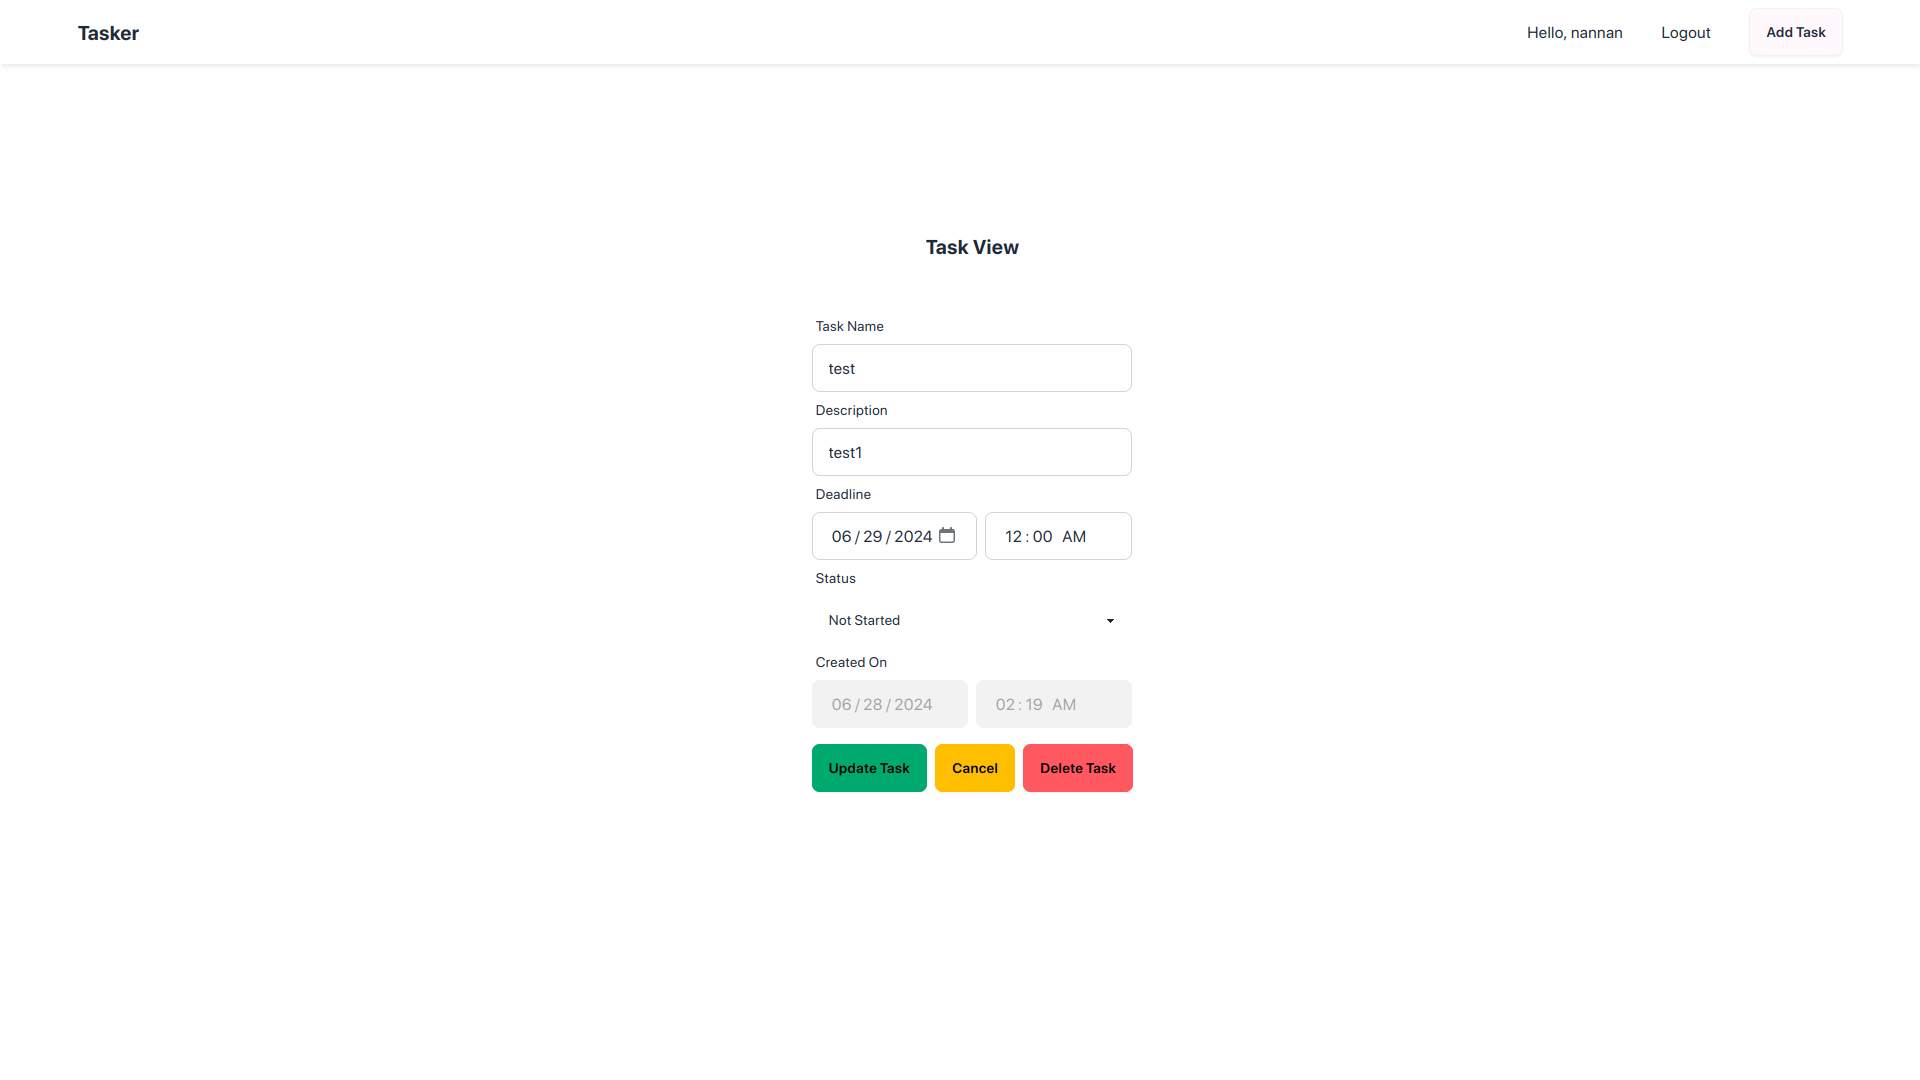 Tasker
Hello, nannan
Logout
Add Task
Task View
Task Name
test
Description
test1
Deadline
06/29/2024 12:00 AM
Status
Not Started
Created On
06/28/2024 02:19 AM
Update Task Cancel Delete Task